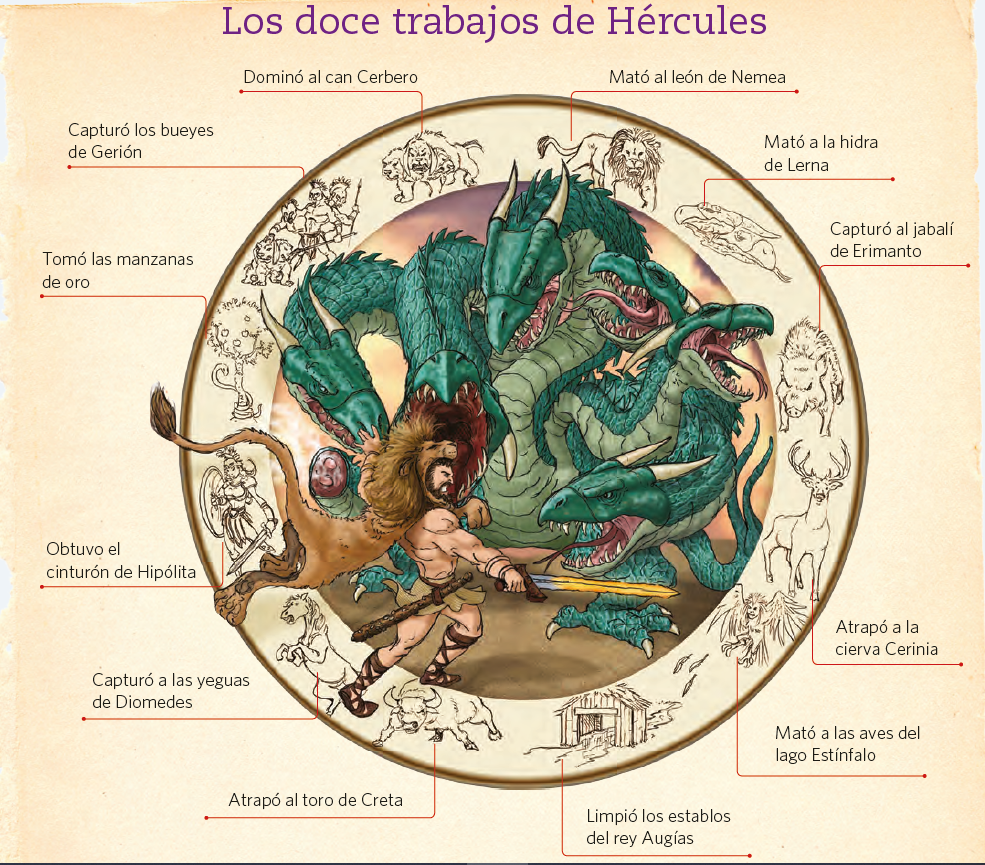 Los doce trabajos de Hércules
Dominó al can Cerbero
Mató al león de Nemea
Capturó los bueyes
de Gerión
Mató a la hidra
de Lerna
Capturó al jabalí
de Erimanto
Tomó las manzanas
de oro
Obtuvo el
cinturón de Hipólita
Atrapó a la
cierva Cerinia
Capturó a las yeguas
de Diomedes
Mató a las aves del
lago Estínfalo
Atrapó al toro de Creta
Limpió los establos
del rey Augías